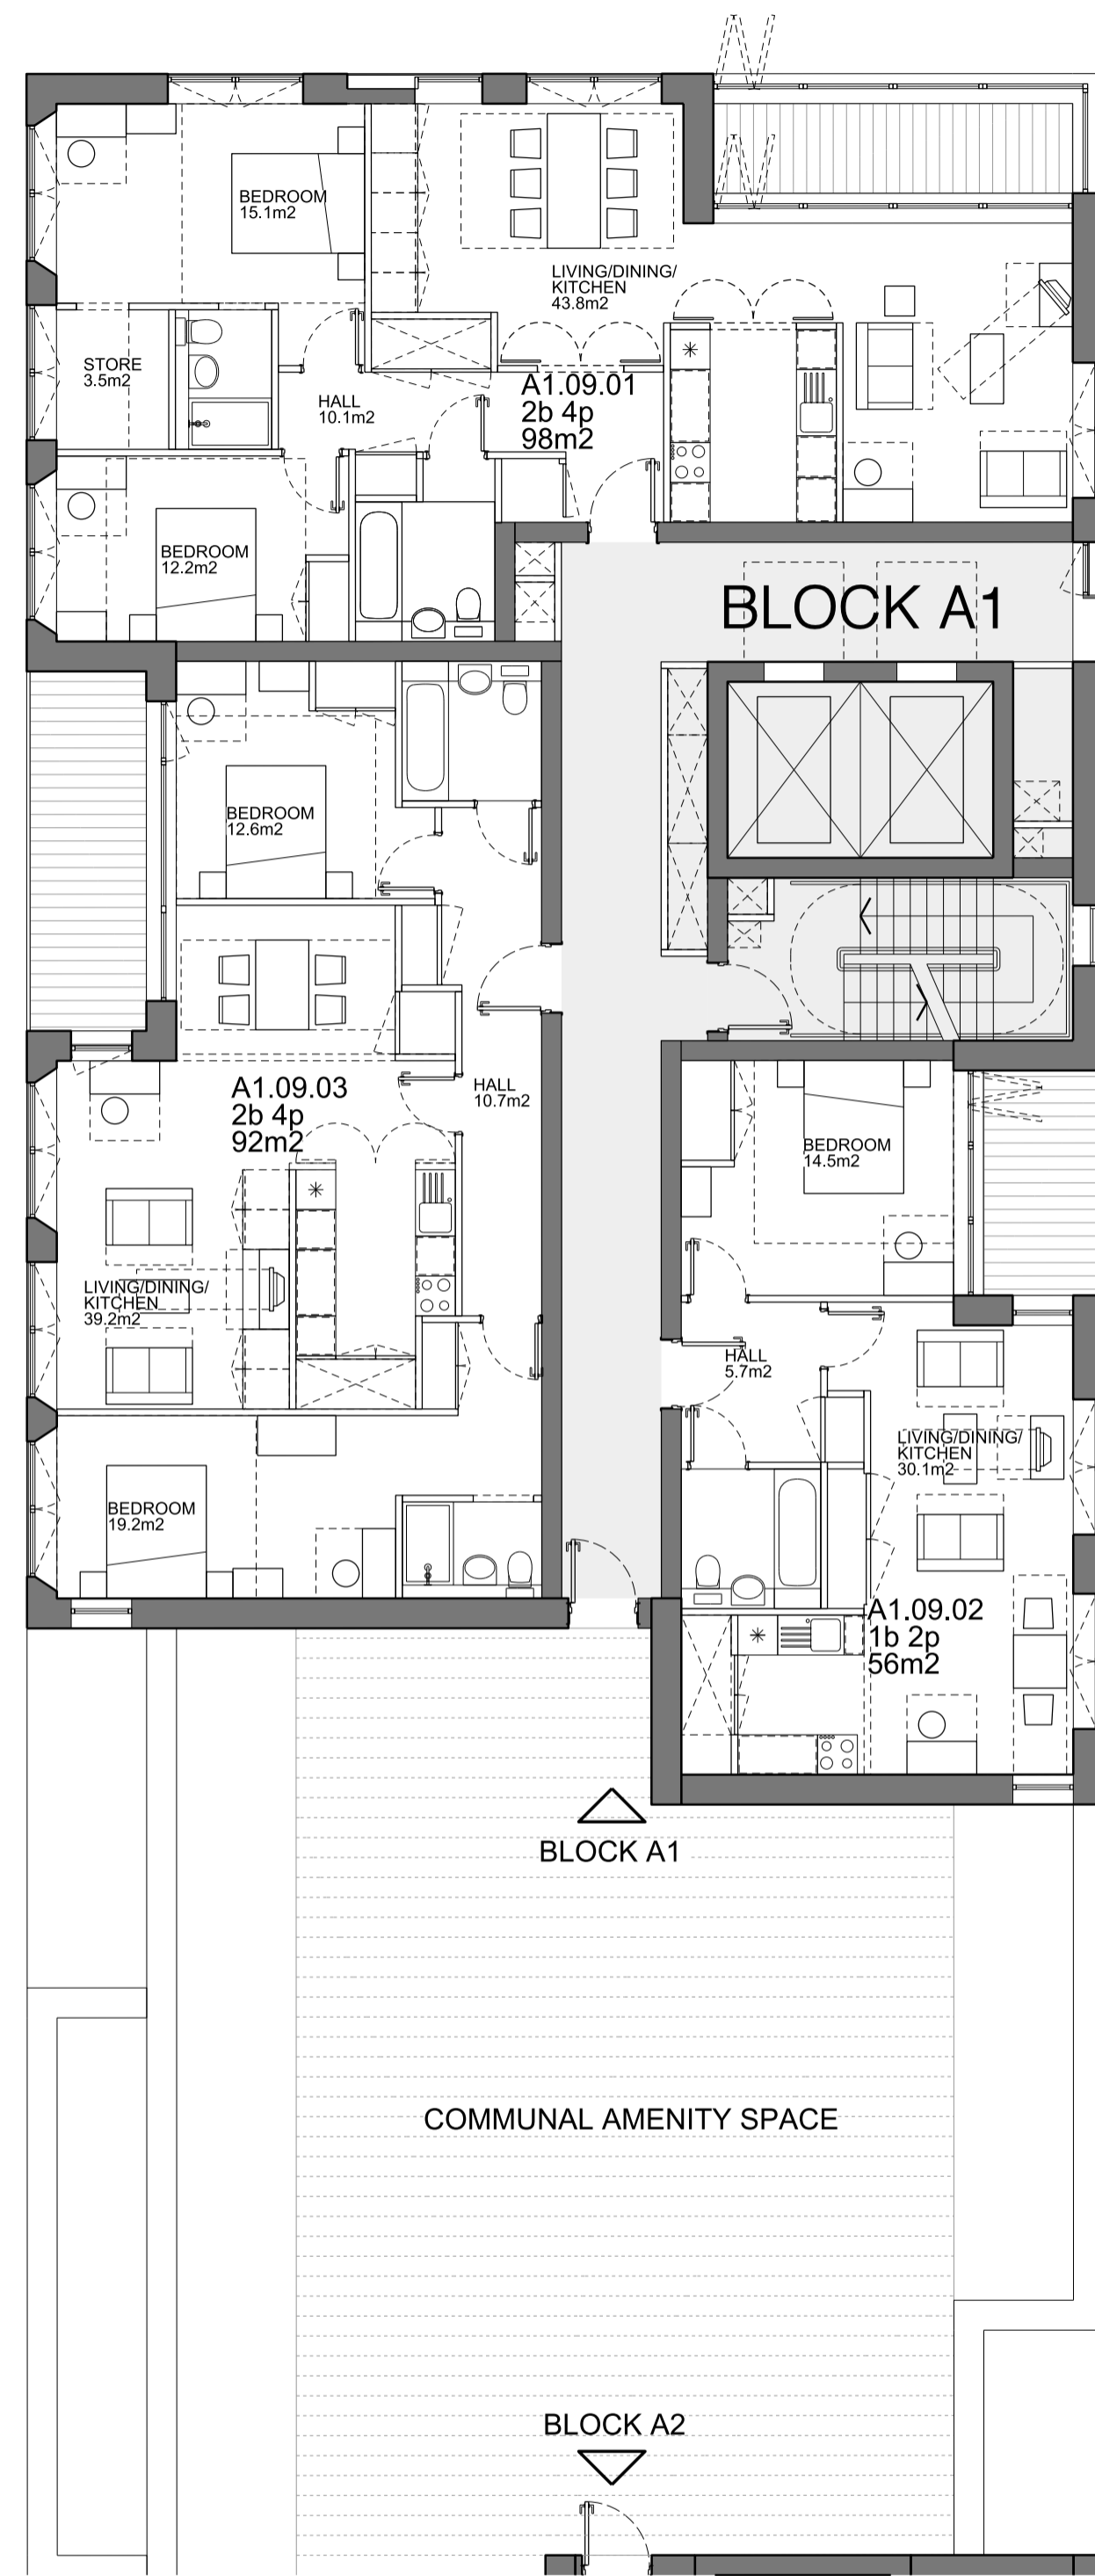 BEDROOM
15.1m2
LIVING/DINING/
KITCHEN
43.8m2
STORE
3.5m2
HALL
10.1m2
A1.09.01
2b 4p
98m2
BEDROOM
12.2m2
BLOCK A1
BEDROOM
12.6m2
A1.09.03
2b 4p
92m2
HALL
10.7m2
BEDROOM
14.5m2
LIVING/DINING/
KITCHEN
39.2m2
HALL
5.7m2
LIVING/DINING/
KITCHEN
30.1m2
BEDROOM
19.2m2
A1.09.02
1b 2p
56m2
BLOCK A1
COMMUNAL AMENITY SPACE
BLOCK A2